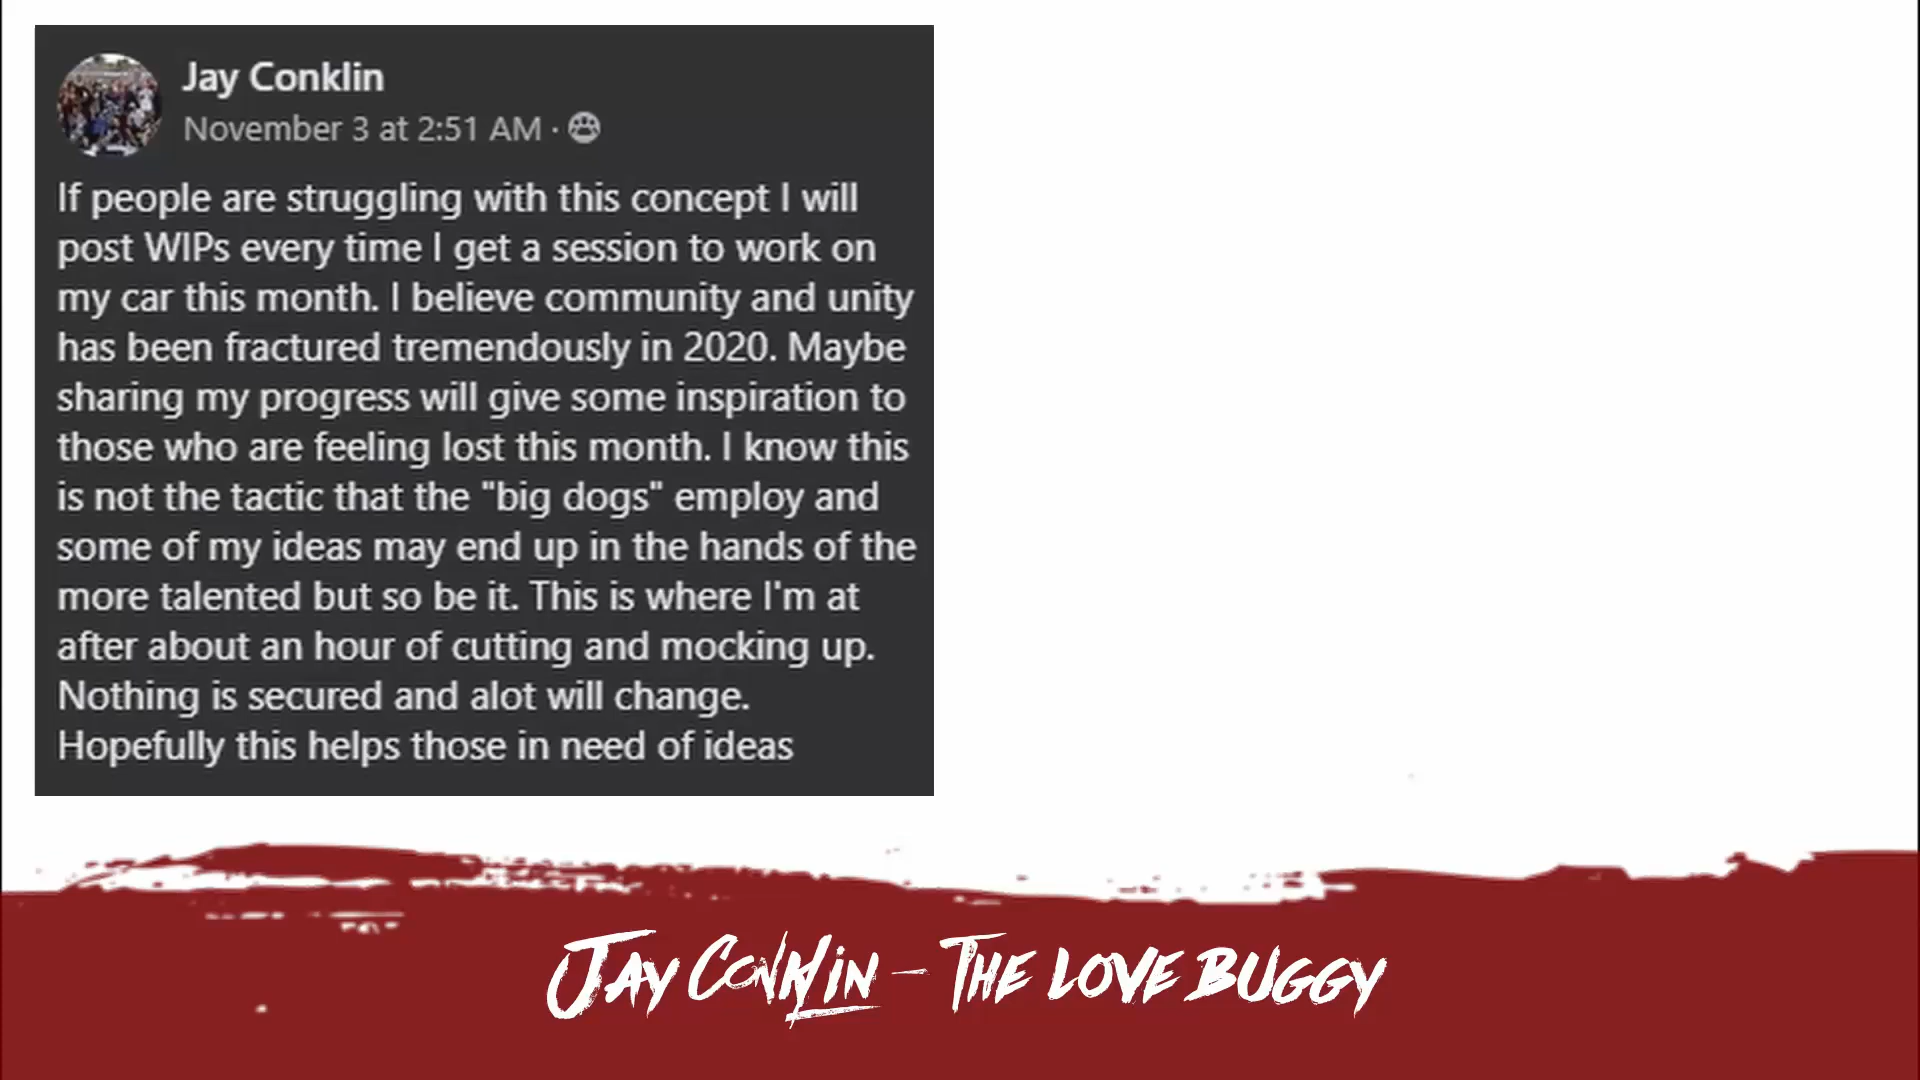 Jay Conklin
November 3 at 2:51 AM ·
If people are struggling with this concept I will
post WIPs every time I get a session to work on
my car this month. I believe community and unity
has been fractured tremendously in 2020. Maybe
sharing my progress will give some inspiration to
those who are feeling lost this month. I know this
is not the tactic that the "big dogs" employ and
some of my ideas may end up in the hands of the
more talented but so be it. This is where I'm at
after about an hour of cutting and mocking up.
Nothing is secured and alot will change.
Hopefully this helps those in need of ideas
Jay Conklin - The Love Buggy